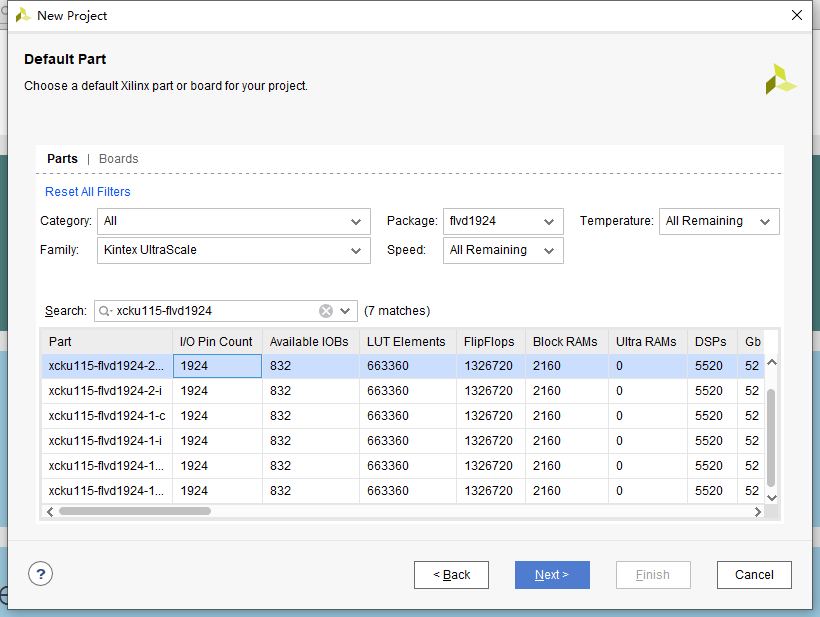 New Project
Default Part
Choose a default Xilinx part or board for your project.
Parts | Boards
Reset All Filters
Category: All Package: flvd1924 Temperature: All Remaining
Family: Kintex UltraScale Speed: All Remaining
Search: xcku115-flvd1924 (7 matches)
Part I/O Pin Count Available IOBs LUT Elements FlipFlops Block RAMs Ultra RAMs DSPs Gb
xcku115-flvd1924-2... 1924 832 663360 1326720 2160 0 5520 52
xcku115-flvd1924-2-i 1924 832 663360 1326720 2160 0 5520 52
xcku115-flvd1924-1-c 1924 832 663360 1326720 2160 0 5520 52
xcku115-flvd1924-1-i 1924 832 663360 1326720 2160 0 5520 52
xcku115-flvd1924-1... 1924 832 663360 1326720 2160 0 5520 52
xcku115-flvd1924-1... 1924 832 663360 1326720 2160 0 5520 52
? < Back Next > Finish Cancel